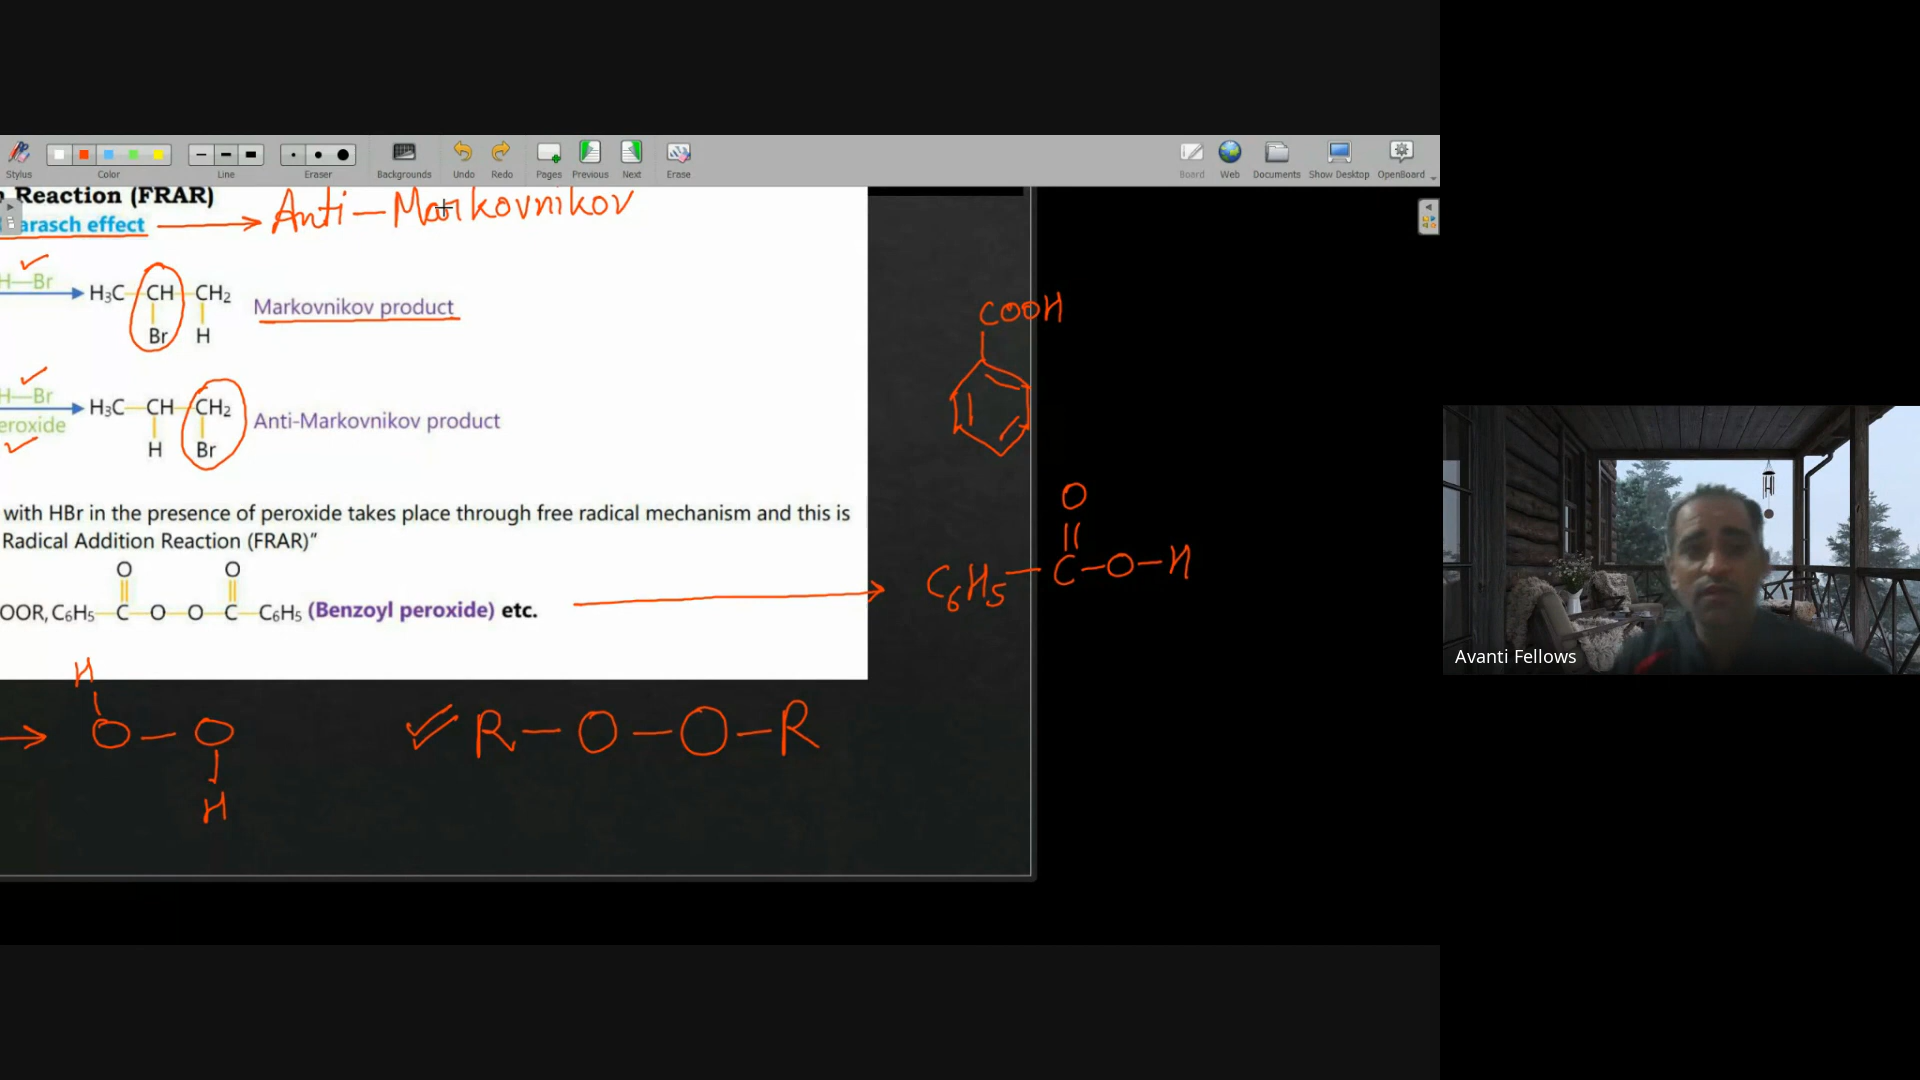 Stylus Color Line Eraser Backgrounds Undo Redo Pages Previous Next Erase Board Web Documents Show Desktop OpenBoard
Reaction (FRAR)
arasch effect Anti-Markovnikov
H—Br
H₃C CH CH₂
Markovnikov product
Br H
H—Br
eroxide
H₃C CH CH₂
Anti-Markovnikov product
H Br
COOH
with HBr in the presence of peroxide takes place through free radical mechanism and this is
Radical Addition Reaction (FRAR)”
O O
OOR, C₆H₅ C O O C C₆H₅ (Benzoyl peroxide) etc.
O
C₆H₅—C—O—H
H
O—O
H
R—O—O—R
Avanti Fellows